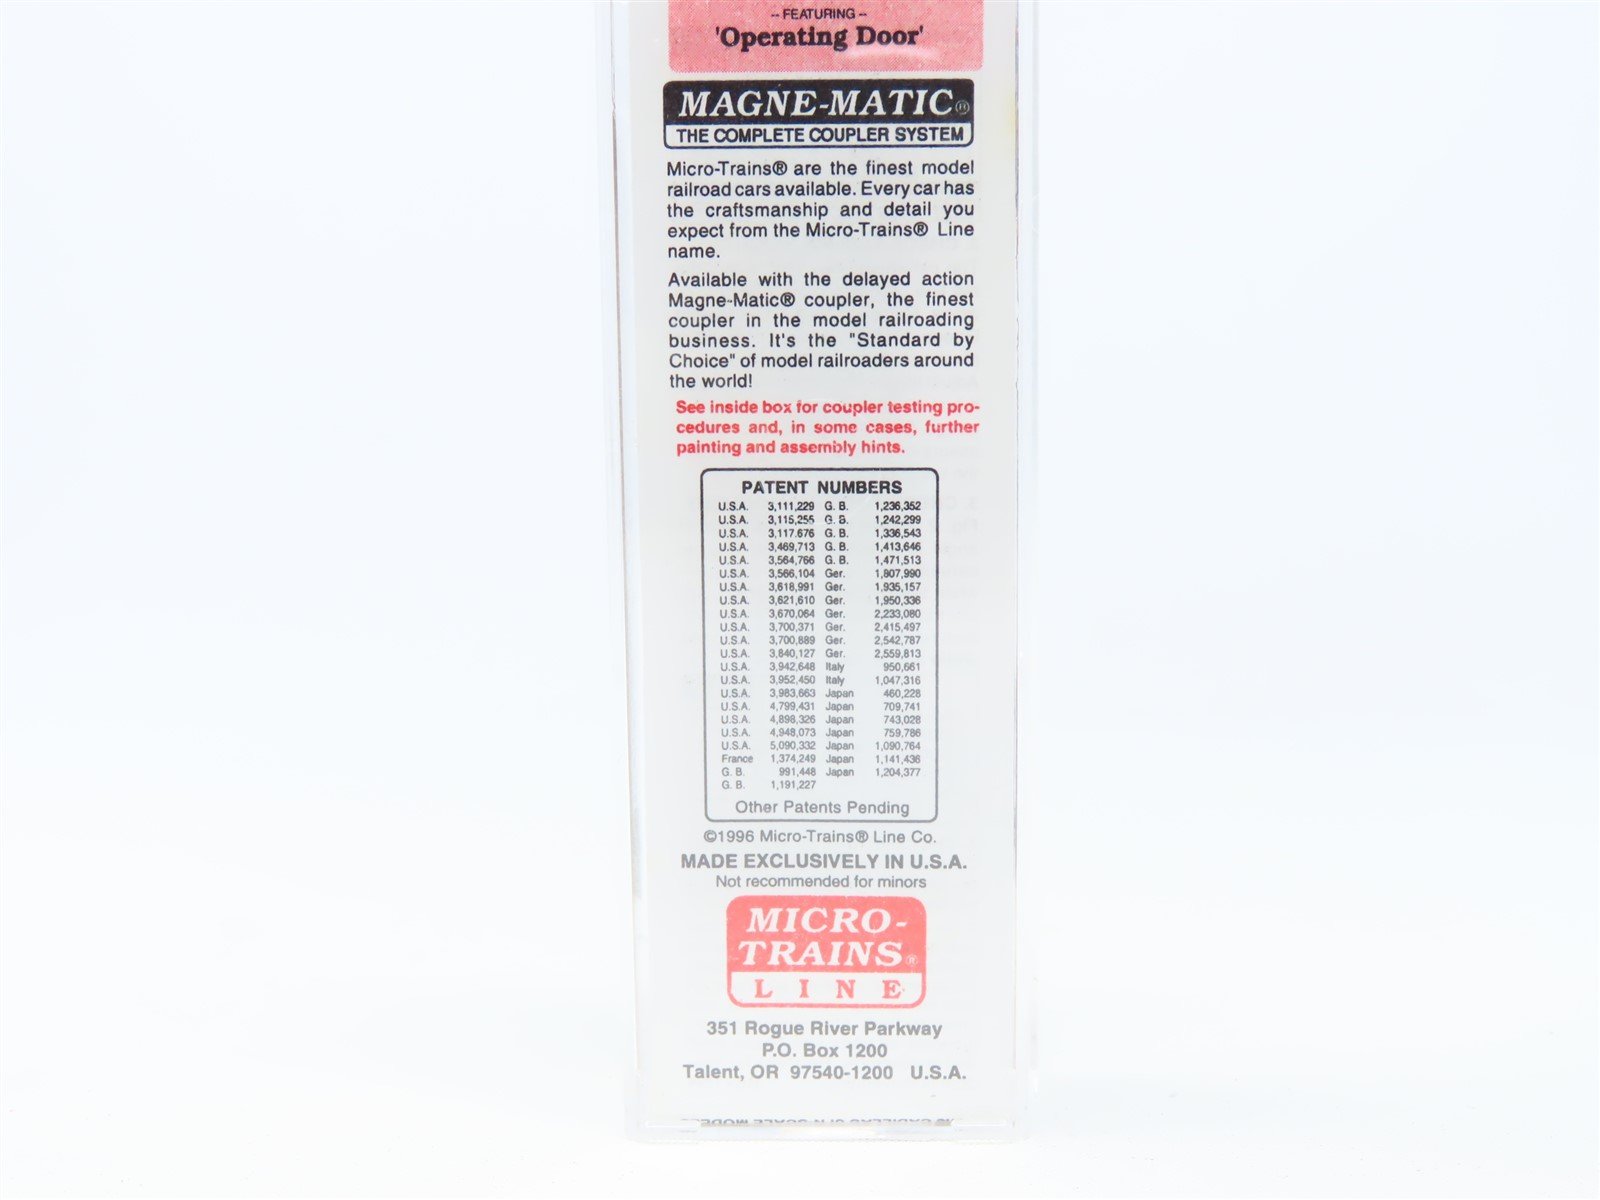 -- FEATURING --
'Operating Door'
MAGNE-MATIC®
THE COMPLETE COUPLER SYSTEM
Micro-Trains® are the finest model
railroad cars available. Every car has
the craftsmanship and detail you
expect from the Micro-Trains® Line
name.
Available with the delayed action
Magne-Matic® coupler, the finest
coupler in the model railroading
business. It's the "Standard by
Choice" of model railroaders around
the world!
See inside box for coupler testing pro-
cedures and, in some cases, further
painting and assembly hints.
PATENT NUMBERS
U.S.A. 3,111,229 G. B. 1,236,352
U.S.A. 3,115,255 G. B. 1,242,299
U.S.A. 3,117.676 G. B. 1,336,543
U.S.A. 3,469,713 G. B. 1,413,646
U.S.A. 3,564,766 G. B. 1,471,513
U.S.A. 3,566,104 Ger. 1,807,990
U.S.A. 3,618,991 Ger. 1,935,157
U.S.A. 3,621,610 Ger. 1,950,336
U.S.A. 3,670,064 Ger. 2,233,080
U.S.A. 3,700,371 Ger. 2,415,497
U.S.A. 3,700,889 Ger. 2,542,787
U.S.A. 3,840,127 Ger. 2,559,813
U.S.A. 3,942,648 Italy 950,661
U.S.A. 3,952,450 Italy 1,047,316
U.S.A. 3,983,663 Japan 460,228
U.S.A. 4,799,431 Japan 709,741
U.S.A. 4,898,326 Japan 743,028
U.S.A. 4,948,073 Japan 759,786
U.S.A. 5,090,332 Japan 1,090,764
France 1,374,249 Japan 1,141,436
G. B. 991,448 Japan 1,204,377
G. B. 1,191,227
Other Patents Pending
©1996 Micro-Trains® Line Co.
MADE EXCLUSIVELY IN U.S.A.
Not recommended for minors
MICRO-
TRAINS®
LINE
351 Rogue River Parkway
P.O. Box 1200
Talent, OR 97540-1200 U.S.A.